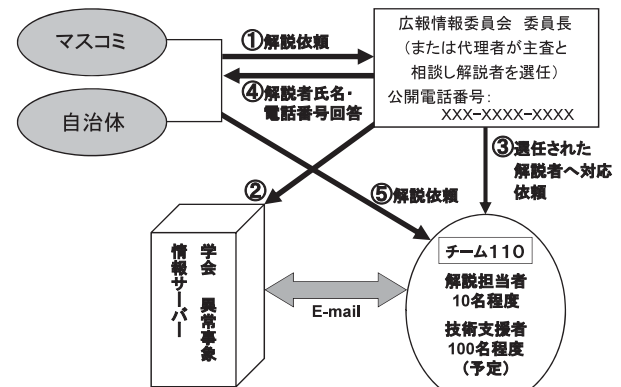 マスコミ
自治体
①解説依頼
④解説者氏名・
電話番号回答
広報情報委員会 委員長
(または代理者が主査と
相談し解説者を選任)
公開電話番号:
XXX-XXXX-XXXX
③選任された
解説者へ対応
依頼
②
⑤解説依頼
学会 異常事象
情報サーバー
E-mail
チーム110
解説担当者
10名程度
技術支援者
100名程度
(予定)